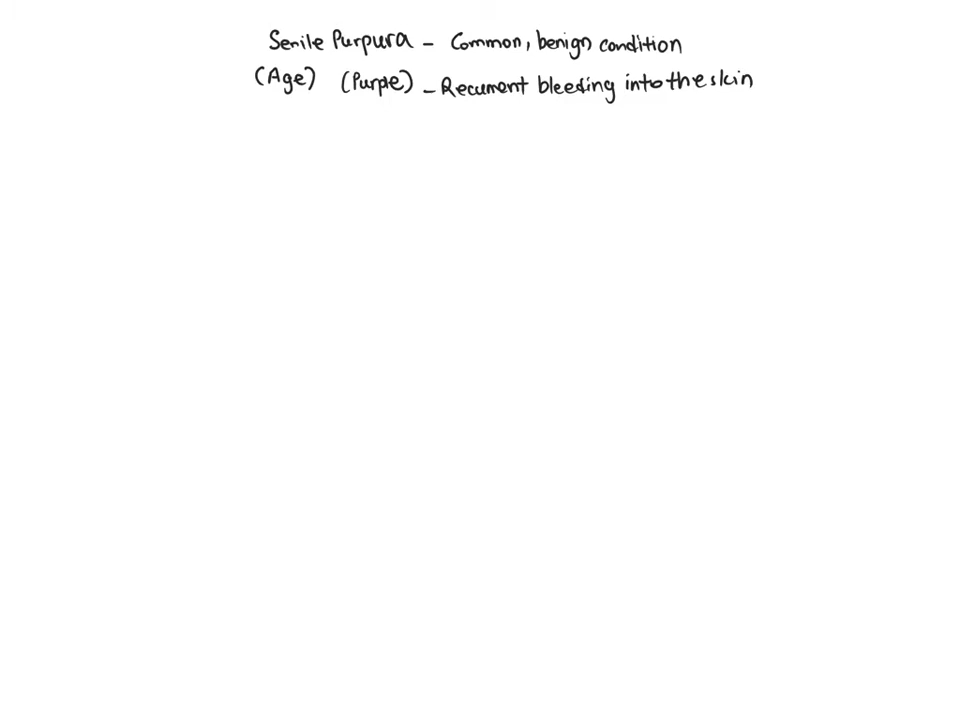 Senile Purpura - Common, benign condition
(Age) (Purple) - Recurrent bleeding into the skin